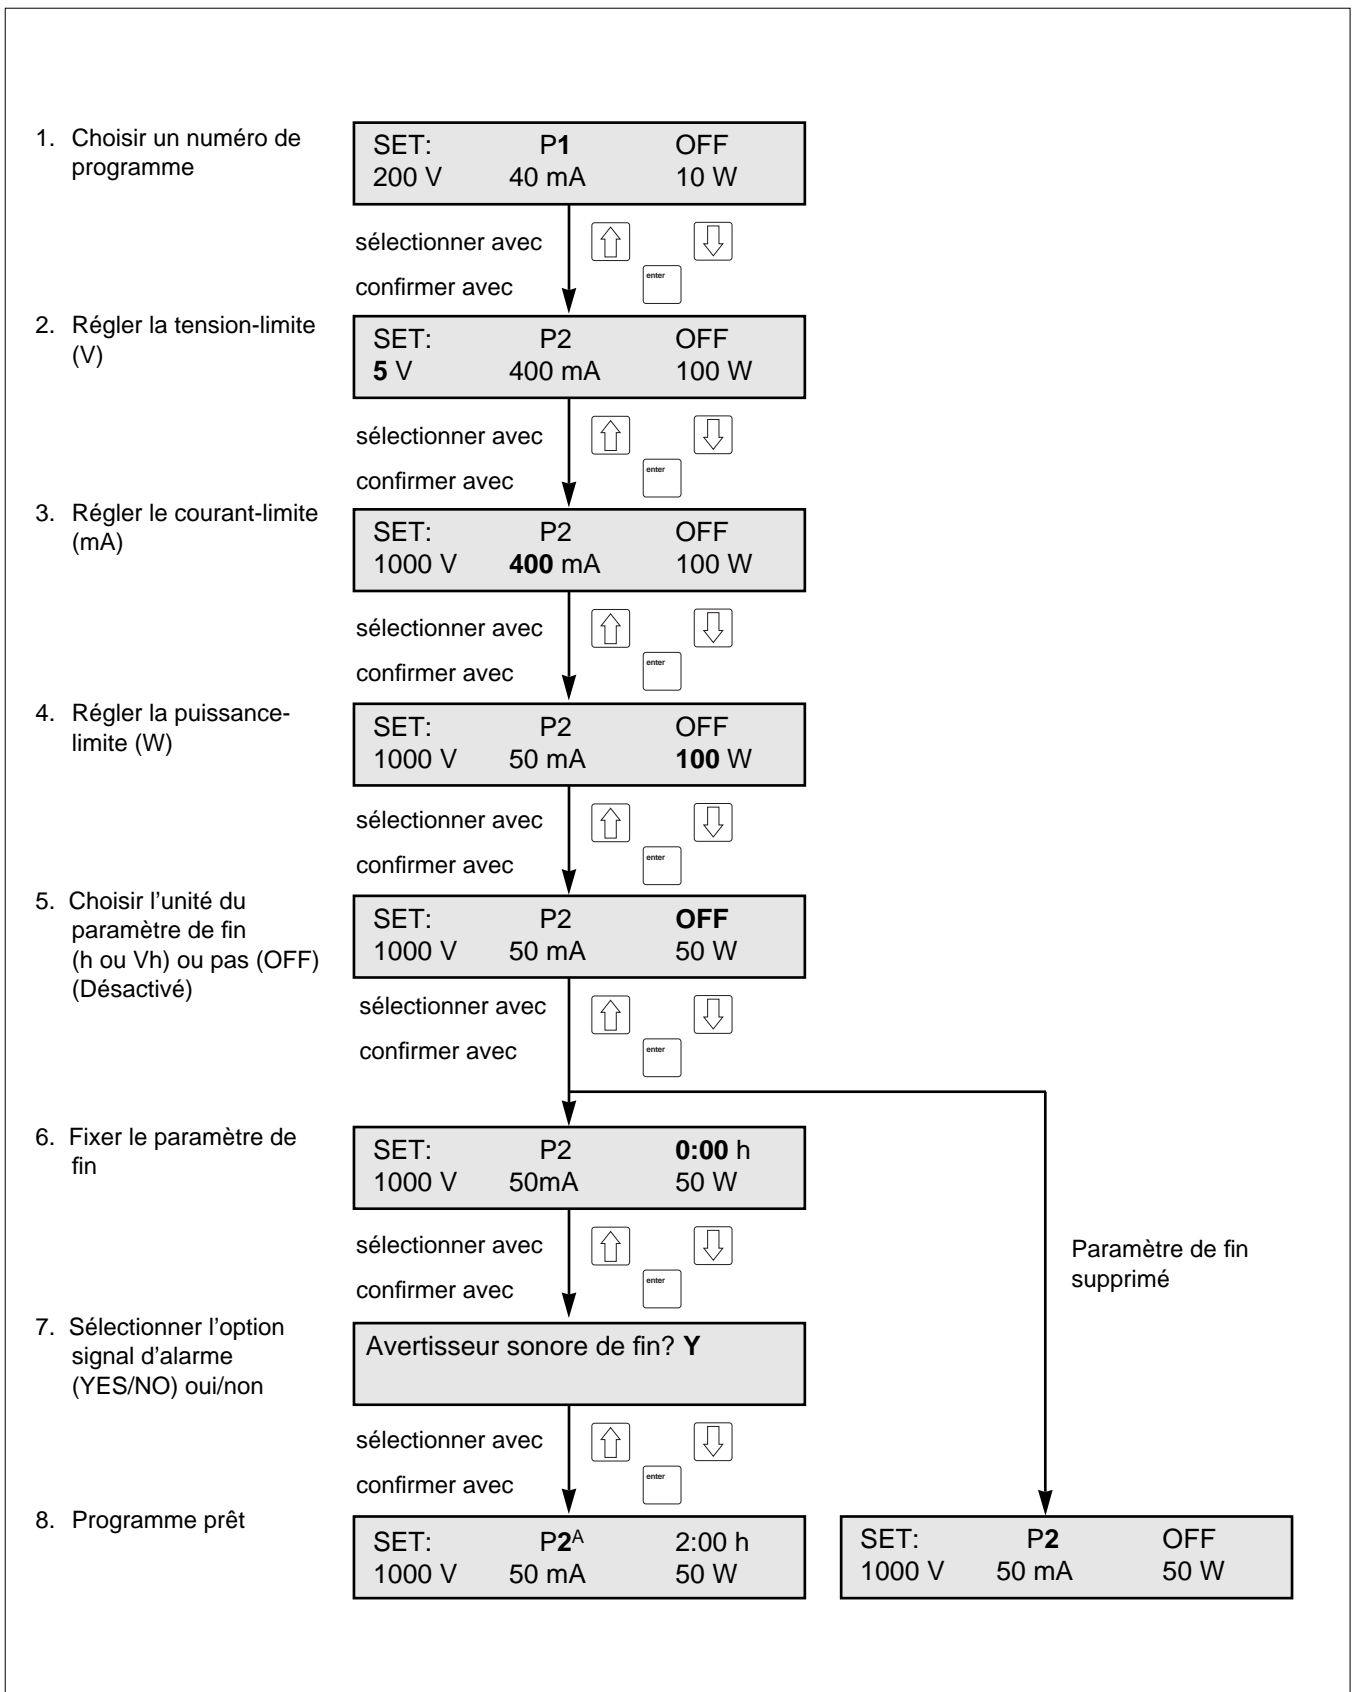 1. Choisir un numéro de
programme
SET: P1 OFF
200 V 40 mA 10 W
sélectionner avec
enter
confirmer avec
2. Régler la tension-limite
(V)
SET: P2 OFF
5 V 400 mA 100 W
sélectionner avec
enter
confirmer avec
3. Régler le courant-limite
(mA)
SET: P2 OFF
1000 V 400 mA 100 W
sélectionner avec
enter
confirmer avec
4. Régler la puissance-
limite (W)
SET: P2 OFF
1000 V 50 mA 100 W
sélectionner avec
enter
confirmer avec
5. Choisir l’unité du
paramètre de fin
(h ou Vh) ou pas (OFF)
(Désactivé)
SET: P2 OFF
1000 V 50 mA 50 W
sélectionner avec
enter
confirmer avec
6. Fixer le paramètre de
fin
SET: P2 0:00 h
1000 V 50mA 50 W
sélectionner avec
enter
confirmer avec
Paramètre de fin
supprimé
7. Sélectionner l’option
signal d’alarme
(YES/NO) oui/non
Avertisseur sonore de fin? Y
sélectionner avec
enter
confirmer avec
8. Programme prêt
SET: P2A 2:00 h
1000 V 50 mA 50 W
SET: P2 OFF
1000 V 50 mA 50 W